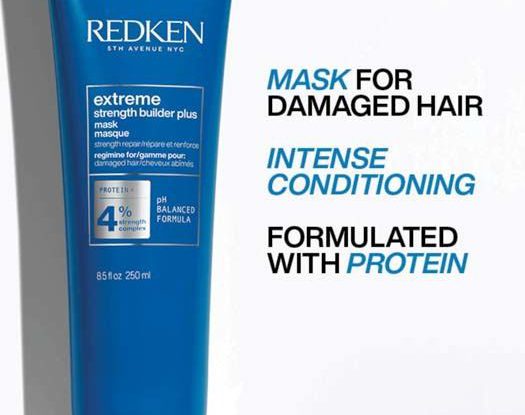 REDKEN
5TH AVENUE NYC
extreme
strength builder plus
mask
masque
strength repair/répare et renforce
regimine for/gamme pour:
damaged hair/cheveux abîmés
PROTEIN +
4% strength complex
pH
BALANCED
FORMULA
8.5 fl oz 250 ml
MASK FOR
DAMAGED HAIR
INTENSE
CONDITIONING
FORMULATED
WITH PROTEIN